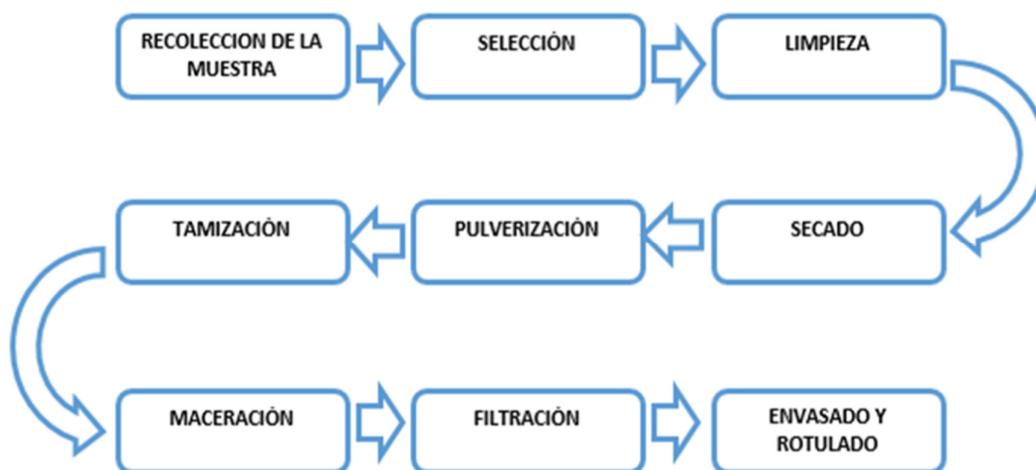 RECOLECCION DE LA
MUESTRA
SELECCIÓN
LIMPIEZA
SECADO
PULVERIZACIÓN
TAMIZACIÓN
MACERACIÓN
FILTRACIÓN
ENVASADO Y
ROTULADO